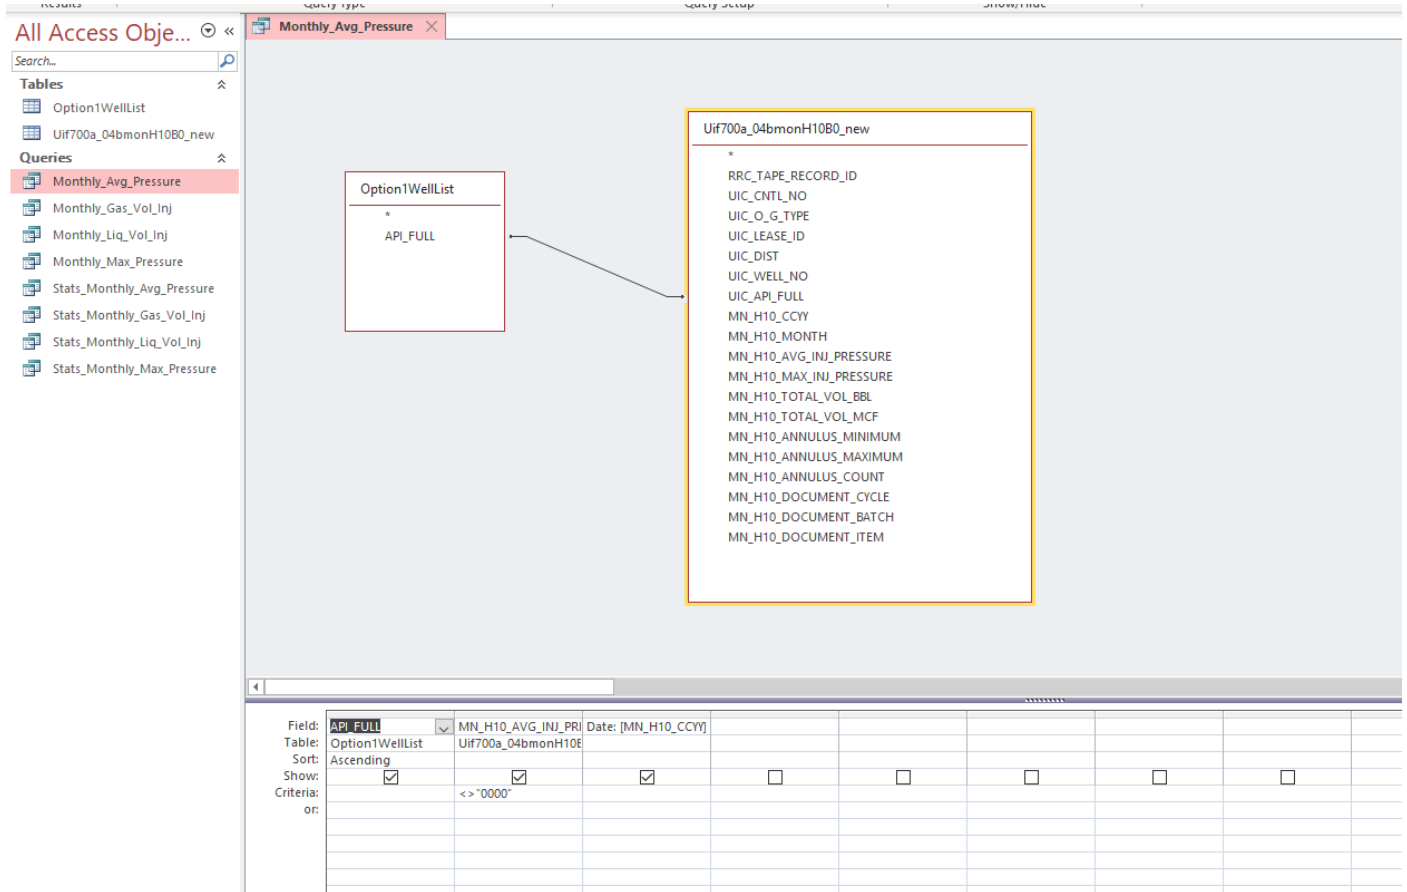 All Access Obje...
«
Search...
Tables
Option1WellList
Uif700a_04bmonH10B0_new
Queries
Monthly_Avg_Pressure
Monthly_Gas_Vol_Inj
Monthly_Liq_Vol_Inj
Monthly_Max_Pressure
Stats_Monthly_Avg_Pressure
Stats_Monthly_Gas_Vol_Inj
Stats_Monthly_Liq_Vol_Inj
Stats_Monthly_Max_Pressure
Monthly_Avg_Pressure
Option1WellList
*
API_FULL
Uif700a_04bmonH10B0_new
*
RRC_TAPE_RECORD_ID
UIC_CNTL_NO
UIC_O_G_TYPE
UIC_LEASE_ID
UIC_DIST
UIC_WELL_NO
UIC_API_FULL
MN_H10_CCYY
MN_H10_MONTH
MN_H10_AVG_INJ_PRESSURE
MN_H10_MAX_INJ_PRESSURE
MN_H10_TOTAL_VOL_BBL
MN_H10_TOTAL_VOL_MCF
MN_H10_ANNULUS_MINIMUM
MN_H10_ANNULUS_MAXIMUM
MN_H10_ANNULUS_COUNT
MN_H10_DOCUMENT_CYCLE
MN_H10_DOCUMENT_BATCH
MN_H10_DOCUMENT_ITEM
Field: API_FULL MN_H10_AVG_INJ_PRI Date: [MN_H10_CCYY]
Table: Option1WellList Uif700a_04bmonH10B
Sort: Ascending
Show:
Criteria: <>"0000"
or: